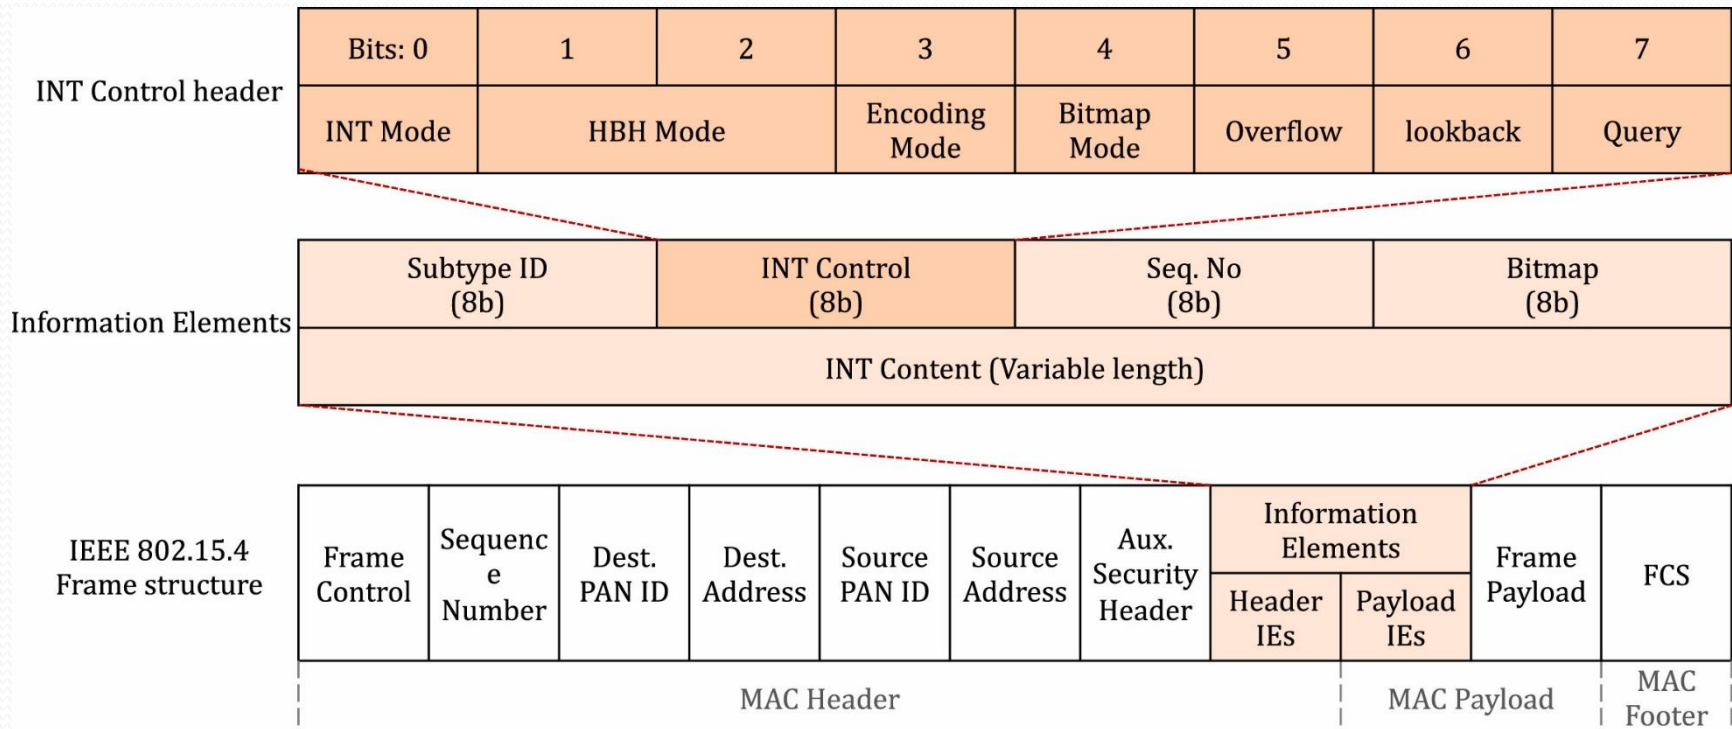 INT Control header
Bits: 0 1 2 3 4 5 6 7
INT Mode HBH Mode Encoding Mode Bitmap Mode Overflow lookback Query
Information Elements
Subtype ID (8b) INT Control (8b) Seq. No (8b) Bitmap (8b)
INT Content (Variable length)
IEEE 802.15.4
Frame structure
Frame
Control
Sequenc
e
Number
Dest.
PAN ID
Dest.
Address
Source
PAN ID
Source
Address
Aux.
Security
Header
Information
Elements
Header
IEs
Payload
IEs
Frame
Payload
FCS
MAC Header
MAC Payload
MAC
Footer